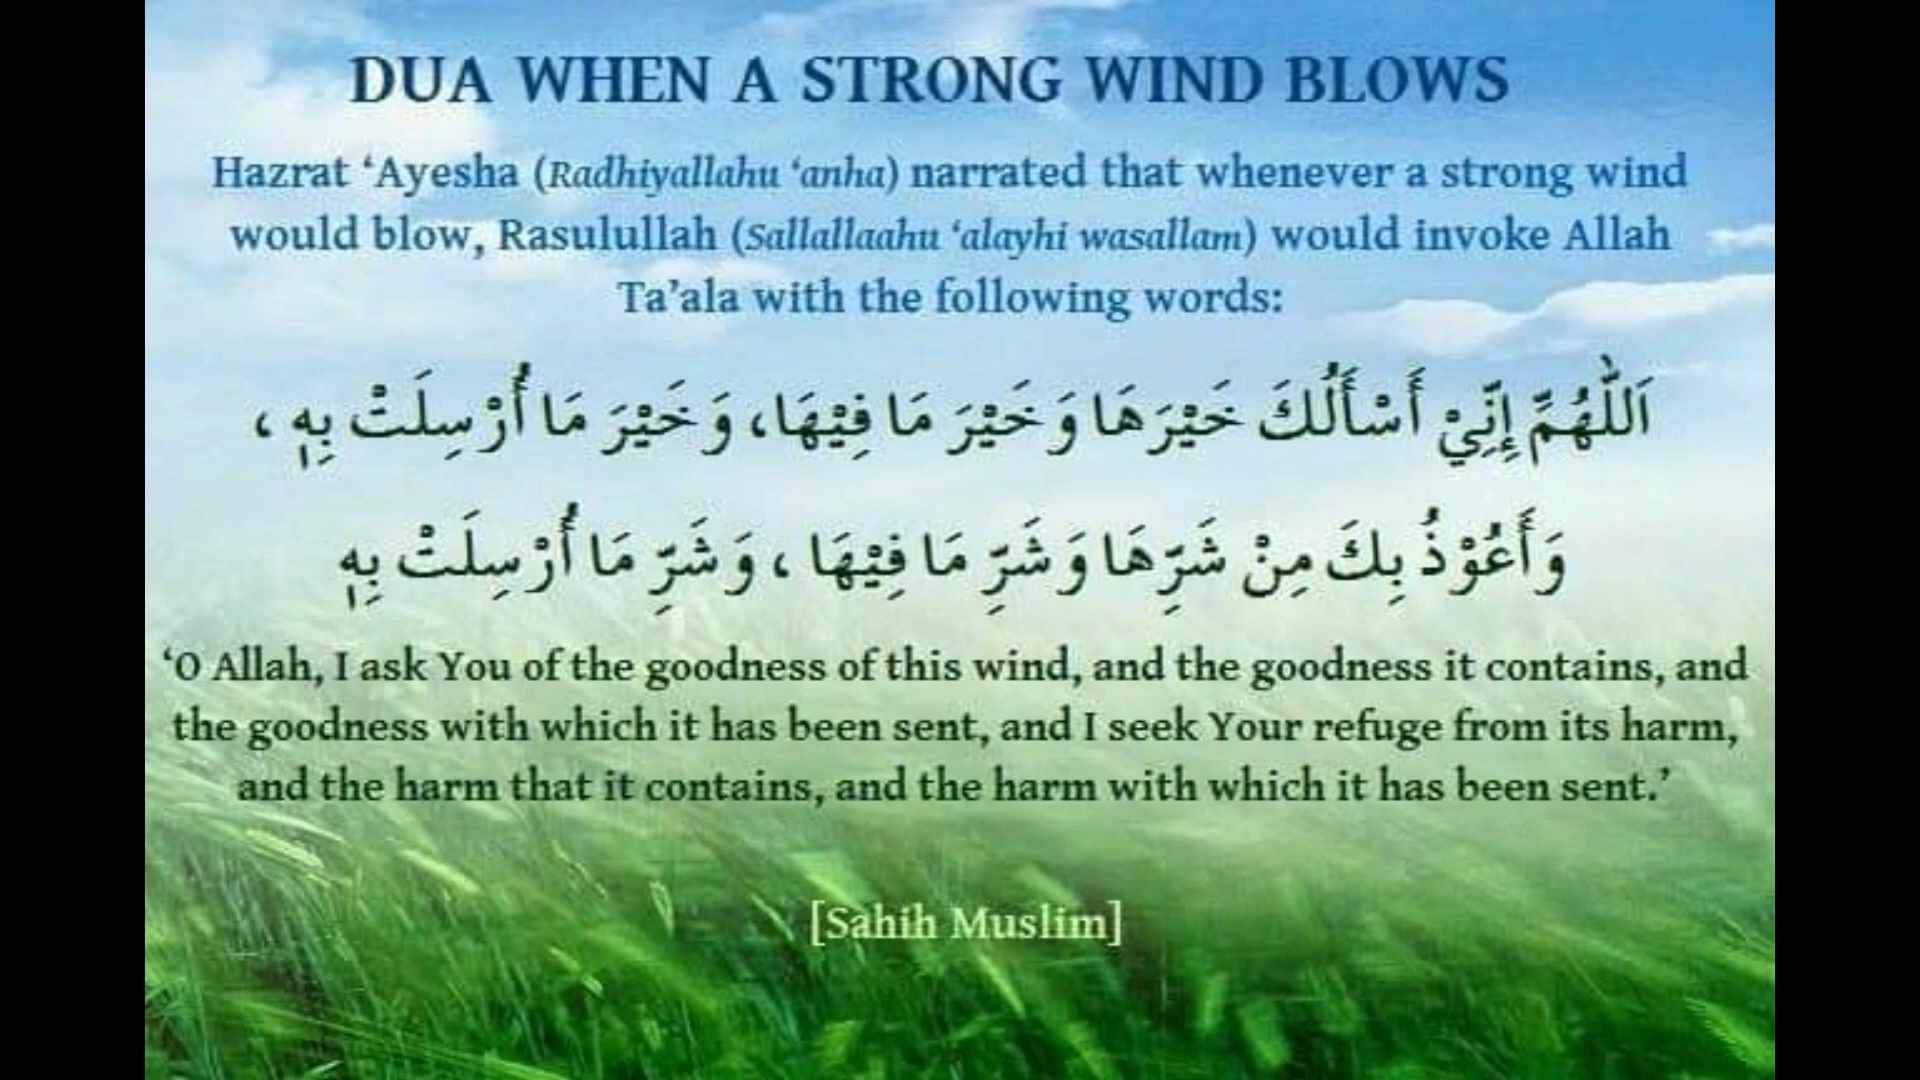 DUA WHEN A STRONG WIND BLOWS
Hazrat ‘Ayesha (Radhiyallahu ‘anha) narrated that whenever a strong wind
would blow, Rasulullah (Sallallaahu ‘alayhi wasallam) would invoke Allah
Ta’ala with the following words:
اَللّٰهُمَّ إِنِّيْ أَسْأَلُكَ خَيْرَهَا وَخَيْرَ مَا فِيْهَا، وَخَيْرَ مَا أُرْسِلَتْ بِهٖ ،
وَأَعُوْذُ بِكَ مِنْ شَرِّهَا وَشَرِّ مَا فِيْهَا ، وَشَرِّ مَا أُرْسِلَتْ بِهٖ
‘O Allah, I ask You of the goodness of this wind, and the goodness it contains, and
the goodness with which it has been sent, and I seek Your refuge from its harm,
and the harm that it contains, and the harm with which it has been sent.’
[Sahih Muslim]